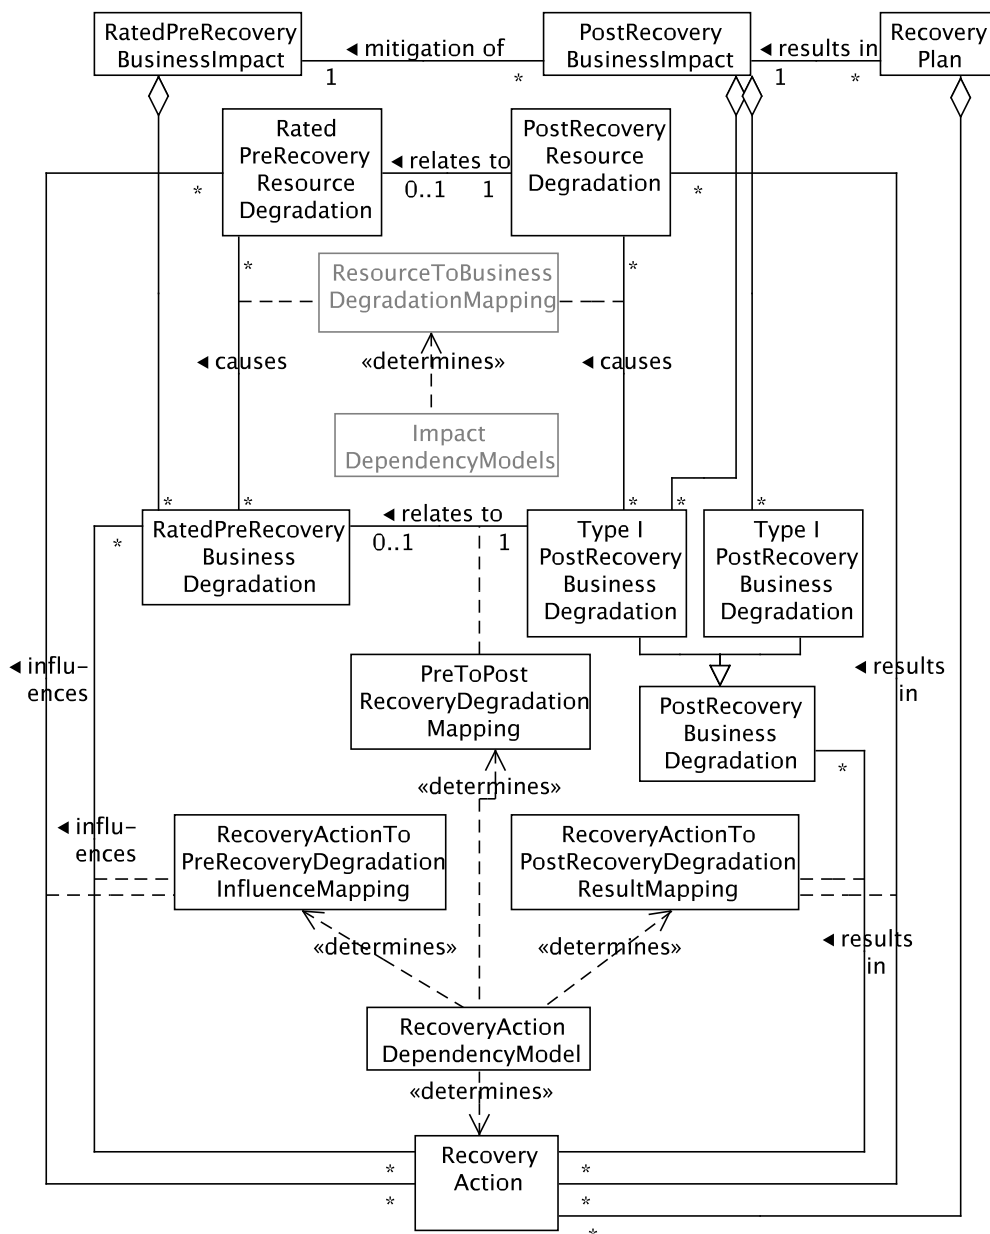 RatedPreRecovery
BusinessImpact
◄ mitigation of
1
*
PostRecovery
BusinessImpact
◄ results in
1
*
Recovery
Plan
Rated
PreRecovery
Resource
Degradation
*
◄ relates to
0..1
1
PostRecovery
Resource
Degradation
*
*
*
ResourceToBusiness
DegradationMapping
◄ causes
«determines»
◄ causes
Impact
DependencyModels
*
*
*
*
*
RatedPreRecovery
Business
Degradation
*
◄ relates to
0..1
1
Type I
PostRecovery
Business
Degradation
Type I
PostRecovery
Business
Degradation
◄ influ-
ences
PreToPost
RecoveryDegradation
Mapping
◄ results
in
PostRecovery
Business
Degradation
*
«determines»
◄ influ-
ences
RecoveryActionTo
PreRecoveryDegradation
InfluenceMapping
RecoveryActionTo
PostRecoveryDegradation
ResultMapping
«determines»
«determines»
◄ results
in
RecoveryAction
DependencyModel
«determines»
Recovery
Action
*
*
*
*
*